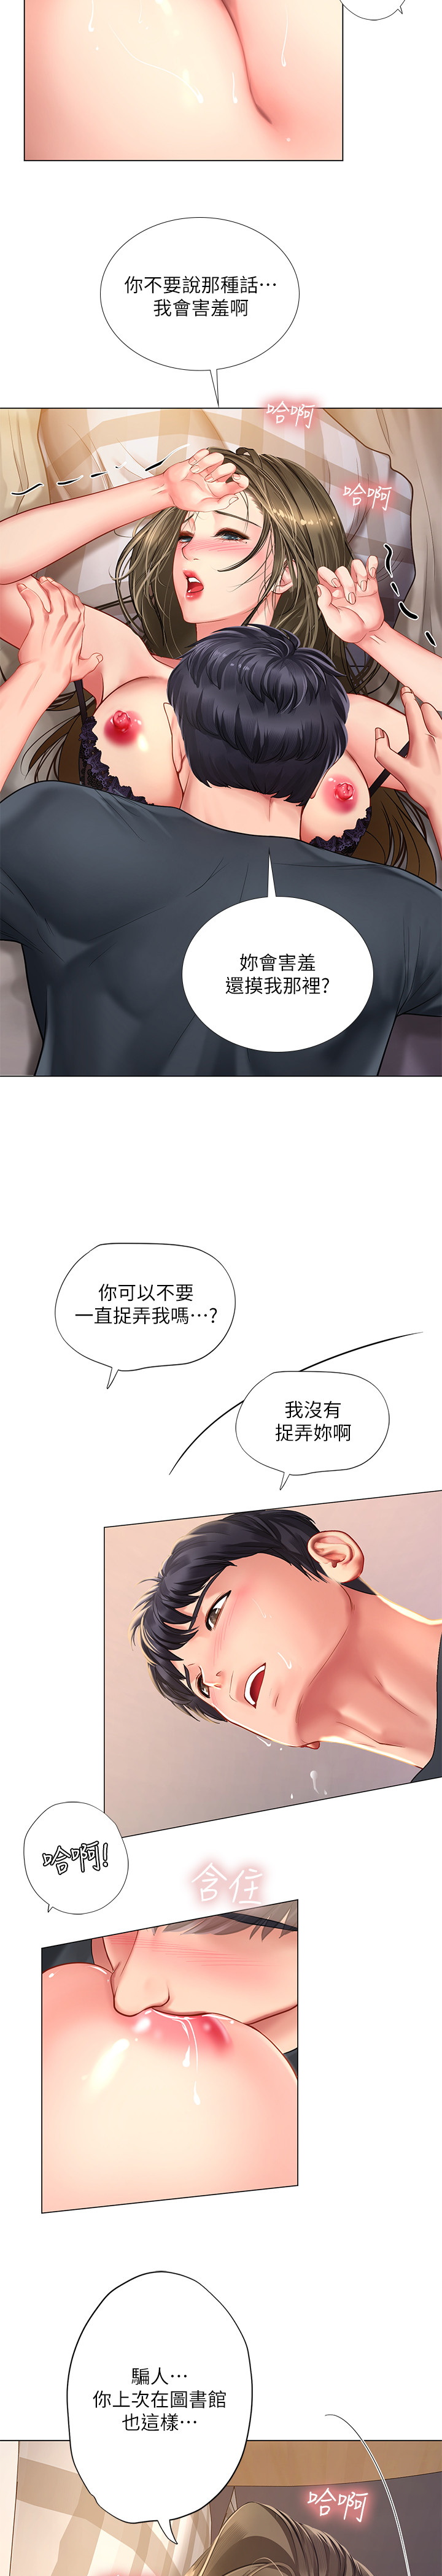 你不要說那種話…
我會害羞啊
哈啊
哈啊
妳會害羞
還摸我那裡?
你可以不要
一直捉弄我嗎…?
我沒有
捉弄妳啊
哈啊!
含住
騙人…
你上次在圖書館
也這樣…
哈啊